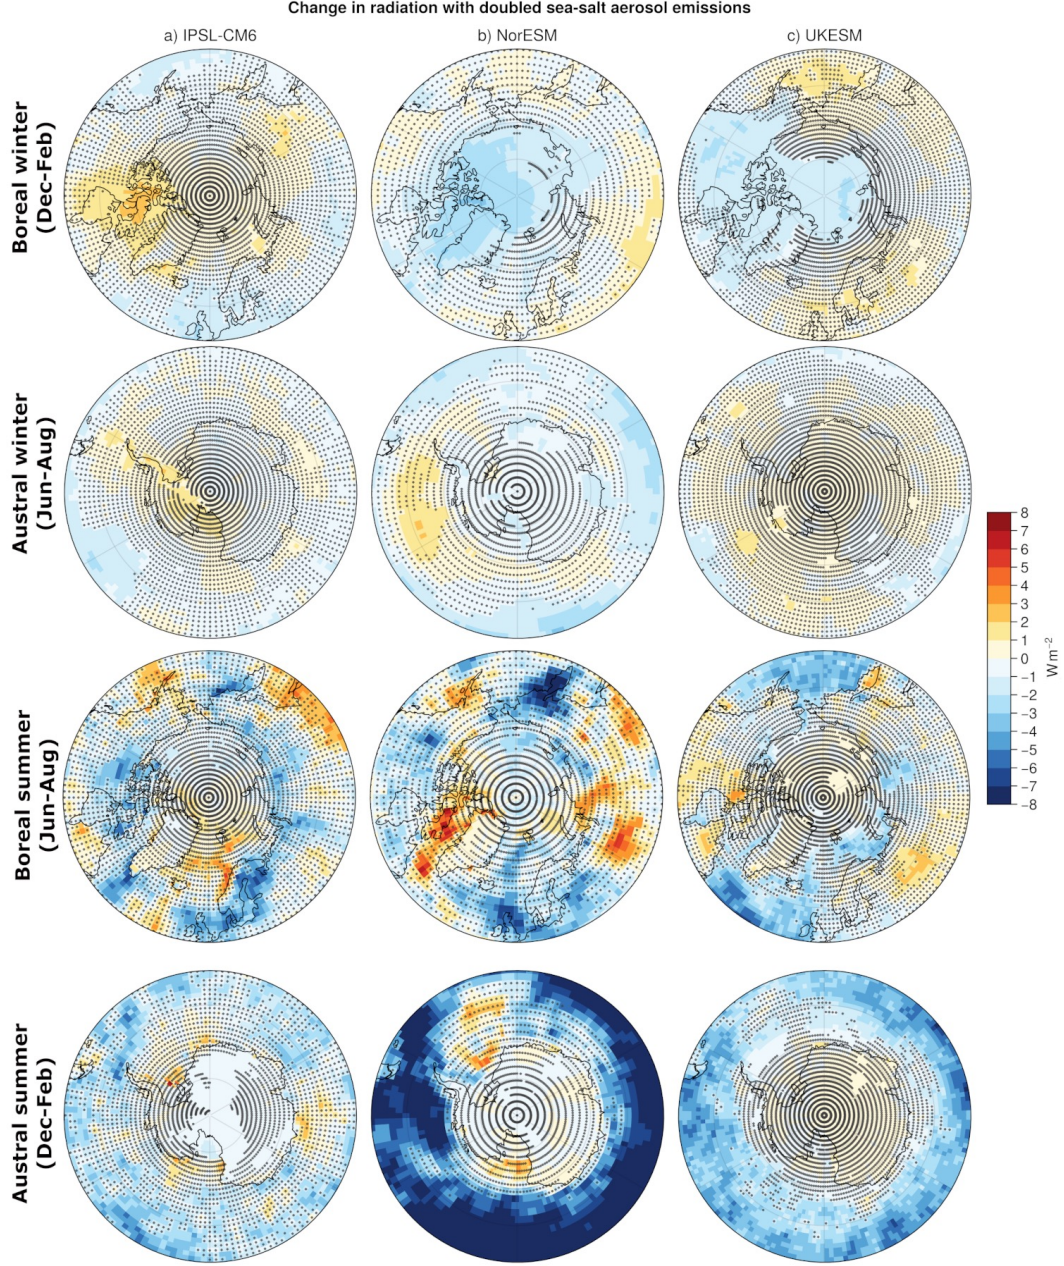 Change in radiation with doubled sea-salt aerosol emissions
a) IPSL-CM6
b) NorESM
c) UKESM
Boreal winter
(Dec–Feb)
Austral winter
(Jun–Aug)
Boreal summer
(Jun–Aug)
Austral summer
(Dec–Feb)
8
7
6
5
4
3
2
1
0
−1
−2
−3
−4
−5
−6
−7
−8
W m⁻²